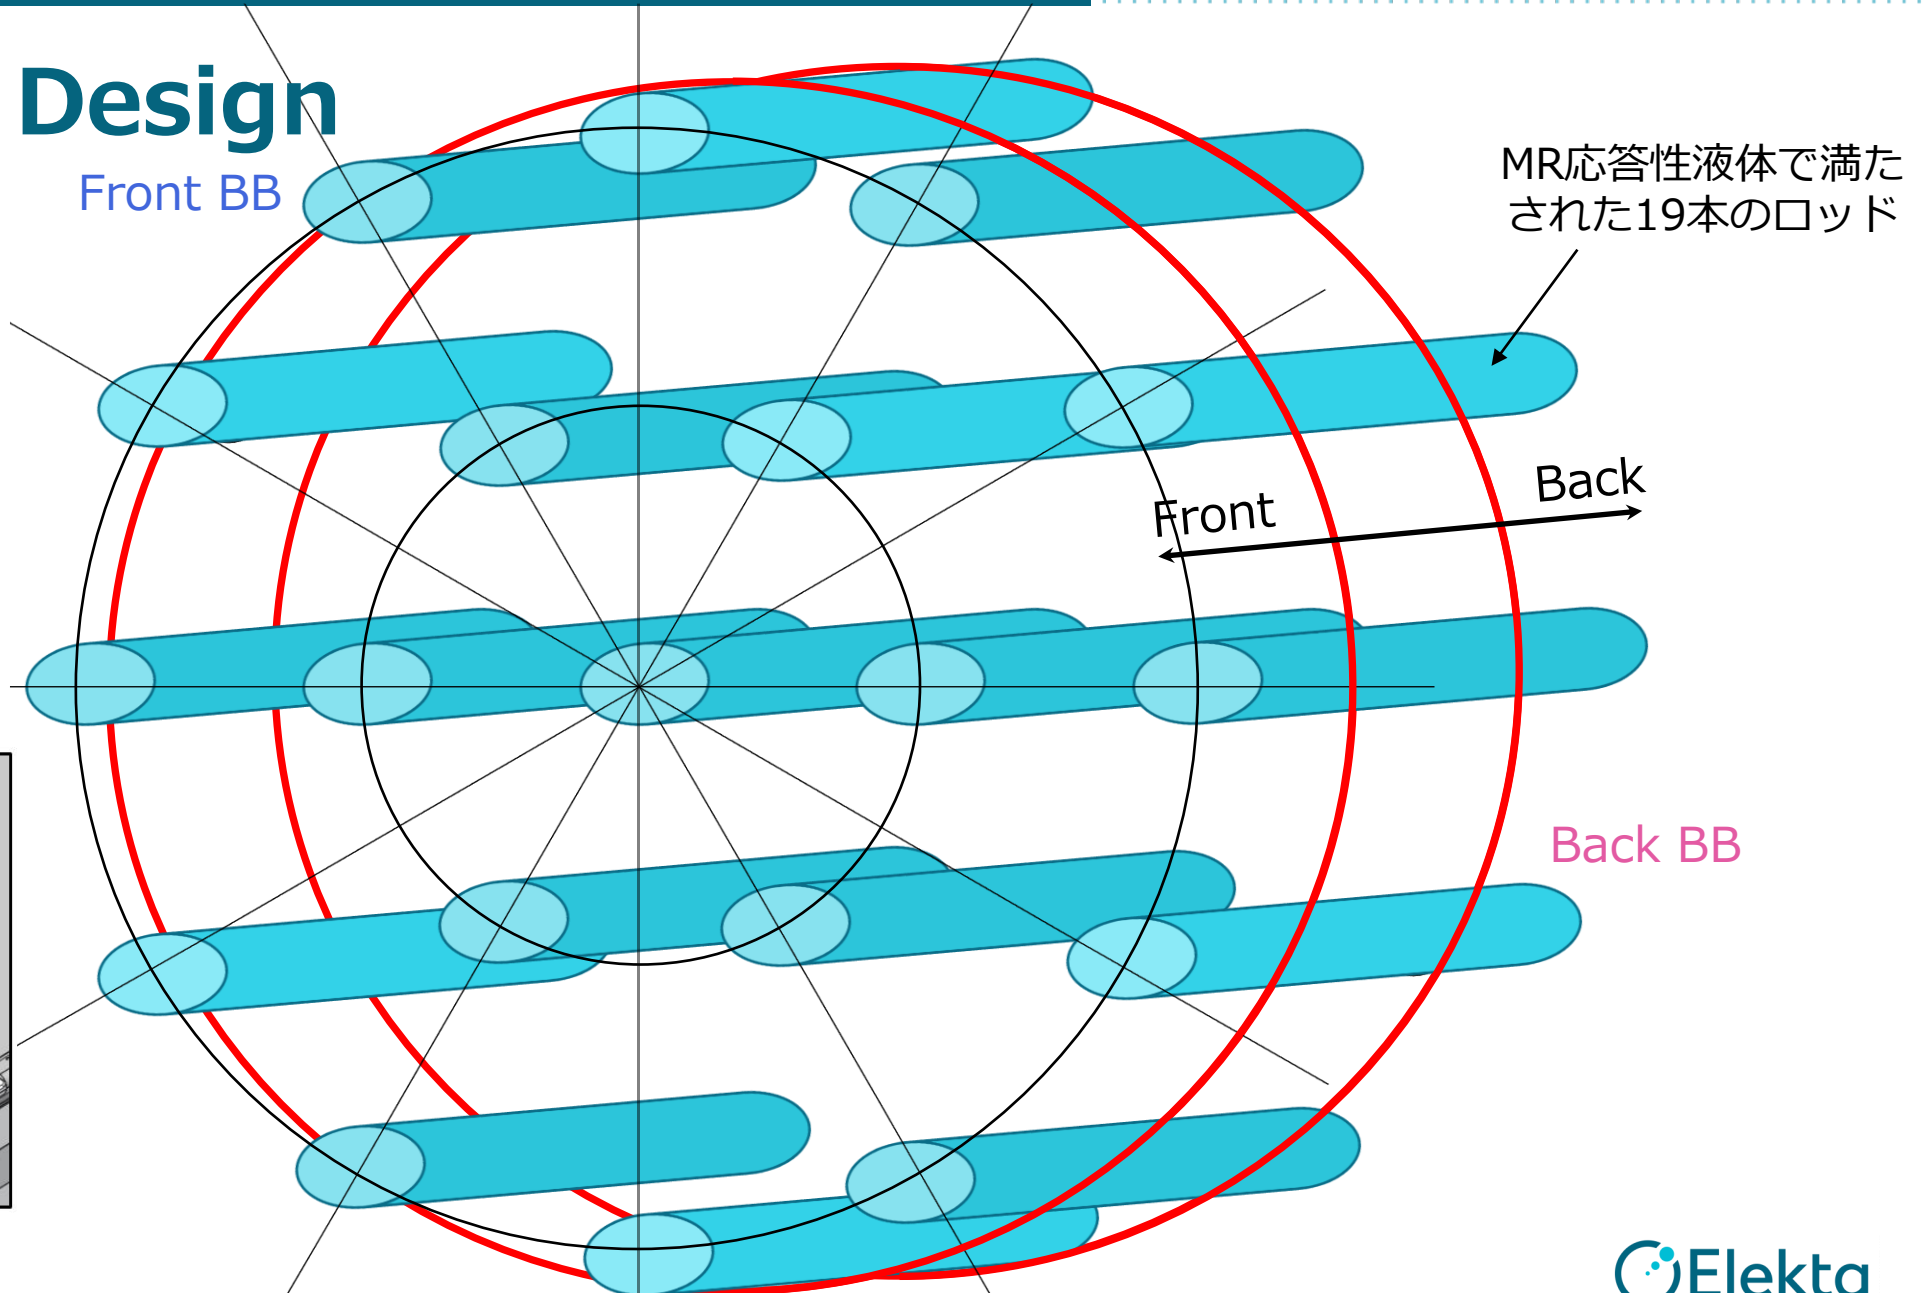 Design
Front BB
MR応答性液体で満た
された19本のロッド
Back
Front
Back BB
Elekta